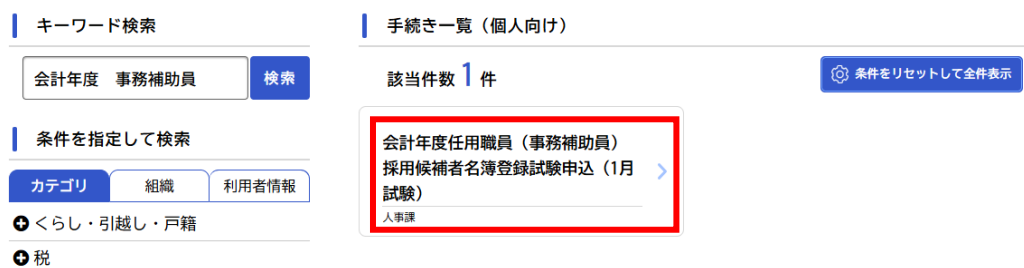 キーワード検索
会計年度　事務補助員
検索
条件を指定して検索
カテゴリ
組織
利用者情報
くらし・引越し・戸籍
税
手続き一覧（個人向け）
該当件数 1 件
条件をリセットして全件表示
会計年度任用職員（事務補助員）
採用候補者名簿登録試験申込（1月
試験）
人事課